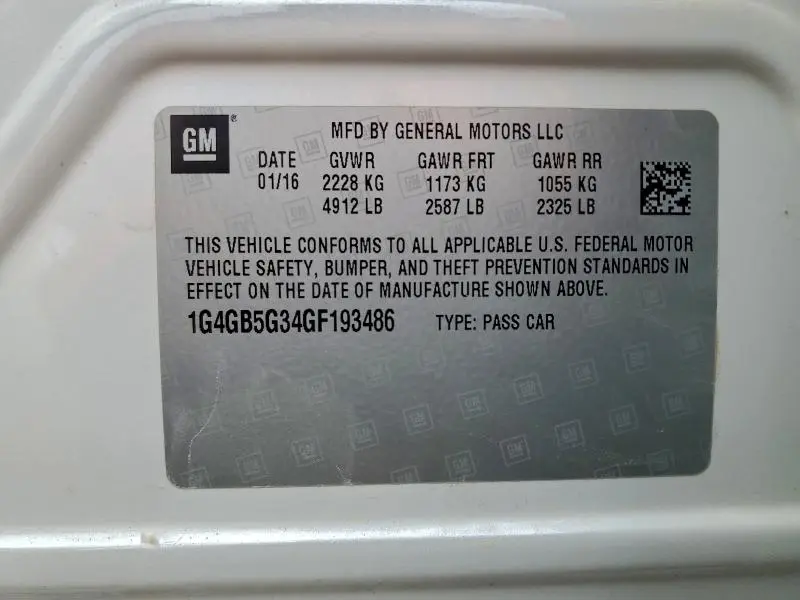 GM® MFD BY GENERAL MOTORS LLC
DATE GVWR GAWR FRT GAWR RR
01/16 2228 KG 1173 KG 1055 KG
4912 LB 2587 LB 2325 LB
THIS VEHICLE CONFORMS TO ALL APPLICABLE U.S. FEDERAL MOTOR
VEHICLE SAFETY, BUMPER, AND THEFT PREVENTION STANDARDS IN
EFFECT ON THE DATE OF MANUFACTURE SHOWN ABOVE.
1G4GB5G34GF193486 TYPE: PASS CAR